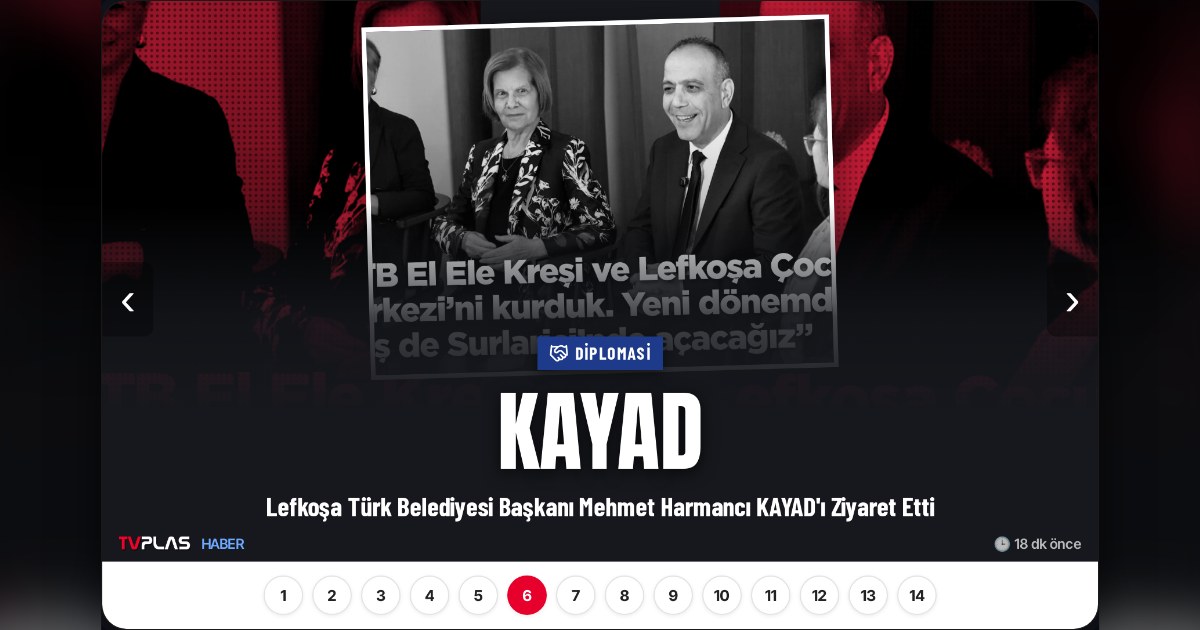 TB El Ele Kreşi ve Lefkoşa Çoc
rkezi'ni kurduk. Yeni dönemd
ş de açacağız”
DİPLOMASİ
KAYAD
Lefkoşa Türk Belediyesi Başkanı Mehmet Harmancı KAYAD'ı Ziyaret Etti
TVPLAS HABER
18 dk önce
1 2 3 4 5 6 7 8 9 10 11 12 13 14